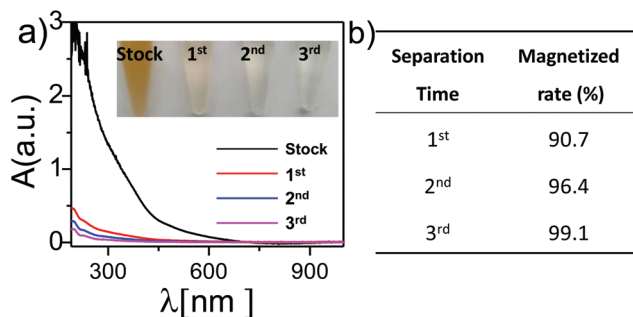 a)
Stock 1st 2nd 3rd
3
2
1
0
A(a.u.)
Stock
1st
2nd
3rd
300 600 900
λ[nm]
b)
Separation Time Magnetized rate (%)
1st 90.7
2nd 96.4
3rd 99.1